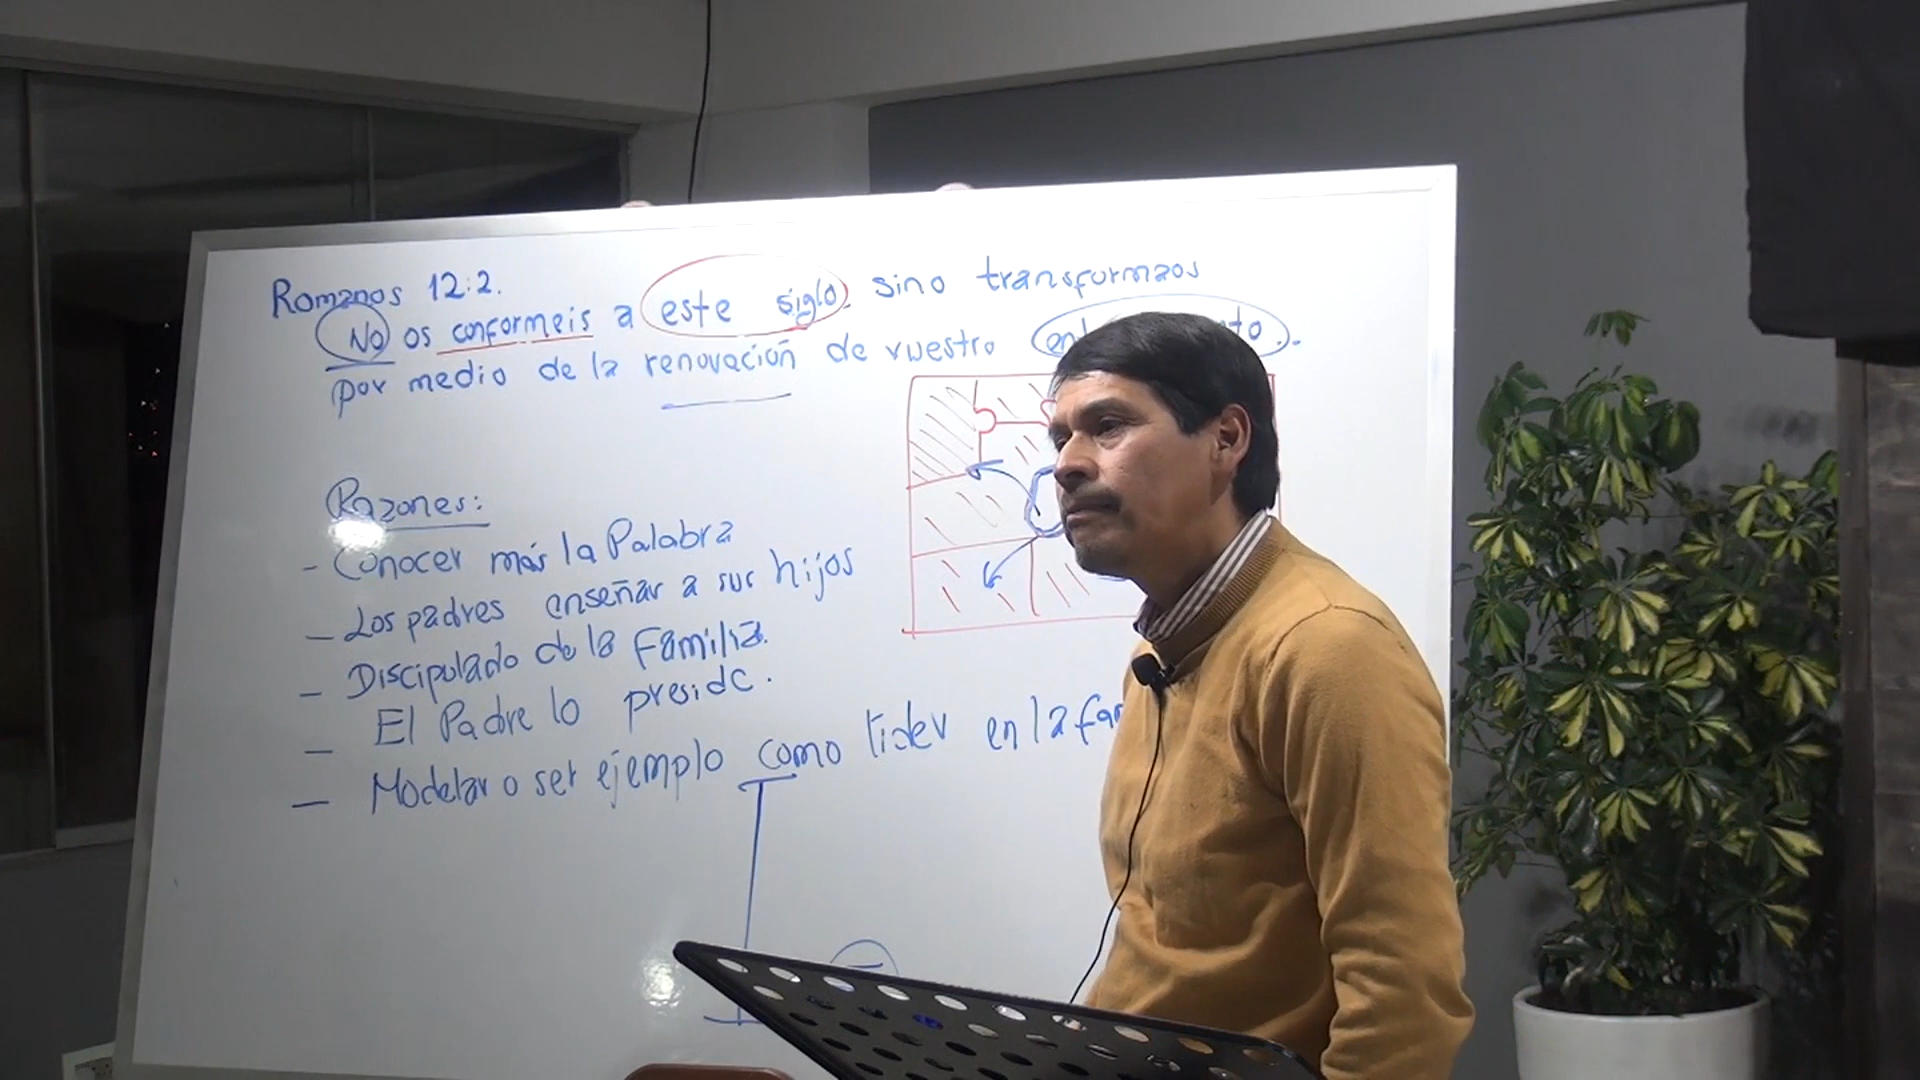 Romanos 12:2.
No os conformeis a este siglo. sino transformaos
por medio de la renovación de vuestro
Razones:
- Conocer más la Palabra
- Los padres enseñar a sus hijos
- Discipulado de la Familia.
- El Padre lo preside.
- Modelar o ser ejemplo como lider en la